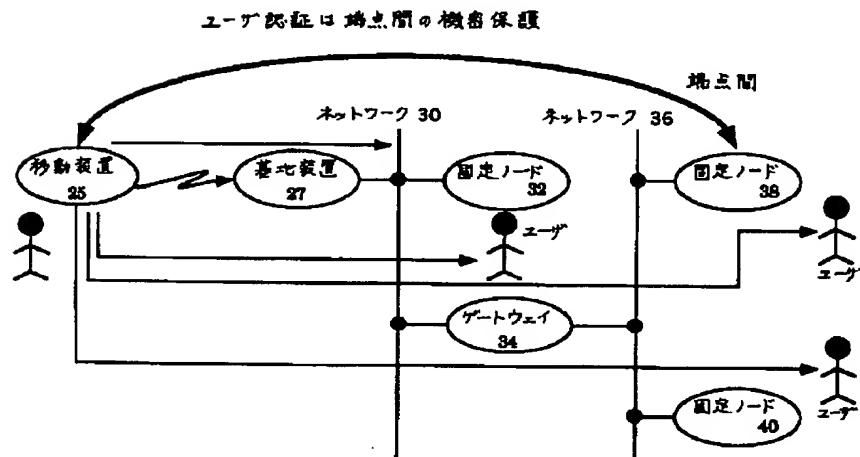 ユーザ認証は端点間の機密保護
端点間
ネットワーク 30
ネットワーク 36
移動装置
25
基地装置
27
固定ノード
32
固定ノード
38
ユーザ
ユーザ
ゲートウェイ
34
固定ノード
40
ユーザ